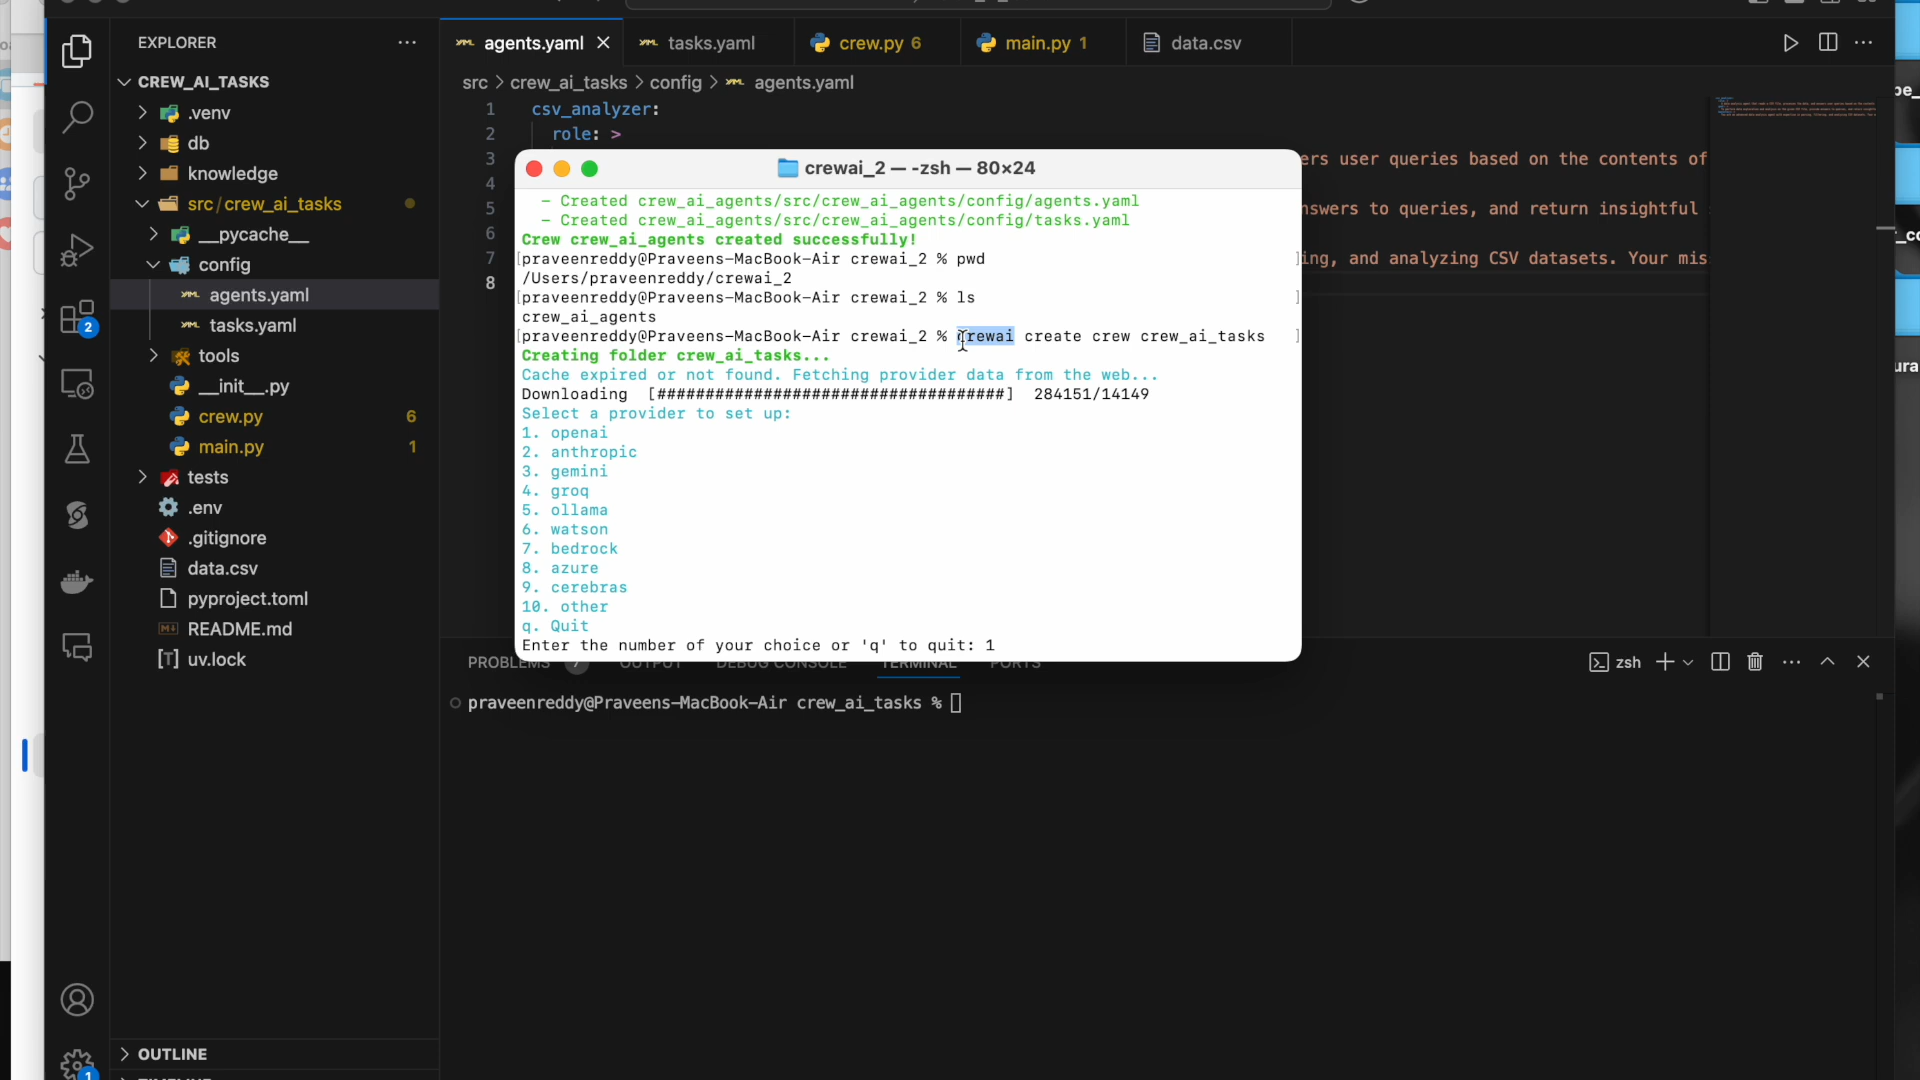 EXPLORER
CREW_AI_TASKS
.venv
db
knowledge
src/crew_ai_tasks
__pycache__
config
agents.yaml
tasks.yaml
tools
__init__.py
crew.py 6
main.py 1
tests
.env
.gitignore
data.csv
pyproject.toml
README.md
uv.lock
OUTLINE
2
1
agents.yaml
tasks.yaml
crew.py 6
main.py 1
data.csv
src > crew_ai_tasks > config > agents.yaml
1 csv_analyzer:
2 role: >
3 ers user queries based on the contents of
4
5 nswers to queries, and return insightful
6
7 ing, and analyzing CSV datasets. Your mis
8
crewai_2 — -zsh — 80×24
- Created crew_ai_agents/src/crew_ai_agents/config/agents.yaml
- Created crew_ai_agents/src/crew_ai_agents/config/tasks.yaml
Crew crew_ai_agents created successfully!
[praveenreddy@Praveens-MacBook-Air crewai_2 % pwd ]
/Users/praveenreddy/crewai_2
[praveenreddy@Praveens-MacBook-Air crewai_2 % ls ]
crew_ai_agents
[praveenreddy@Praveens-MacBook-Air crewai_2 % crewai create crew crew_ai_tasks ]
Creating folder crew_ai_tasks...
Cache expired or not found. Fetching provider data from the web...
Downloading [####################################] 284151/14149
Select a provider to set up:
1. openai
2. anthropic
3. gemini
4. groq
5. ollama
6. watson
7. bedrock
8. azure
9. cerebras
10. other
q. Quit
Enter the number of your choice or 'q' to quit: 1
PROBLEMS 7 OUTPUT DEBUG CONSOLE TERMINAL PORTS
zsh
praveenreddy@Praveens-MacBook-Air crew_ai_tasks %